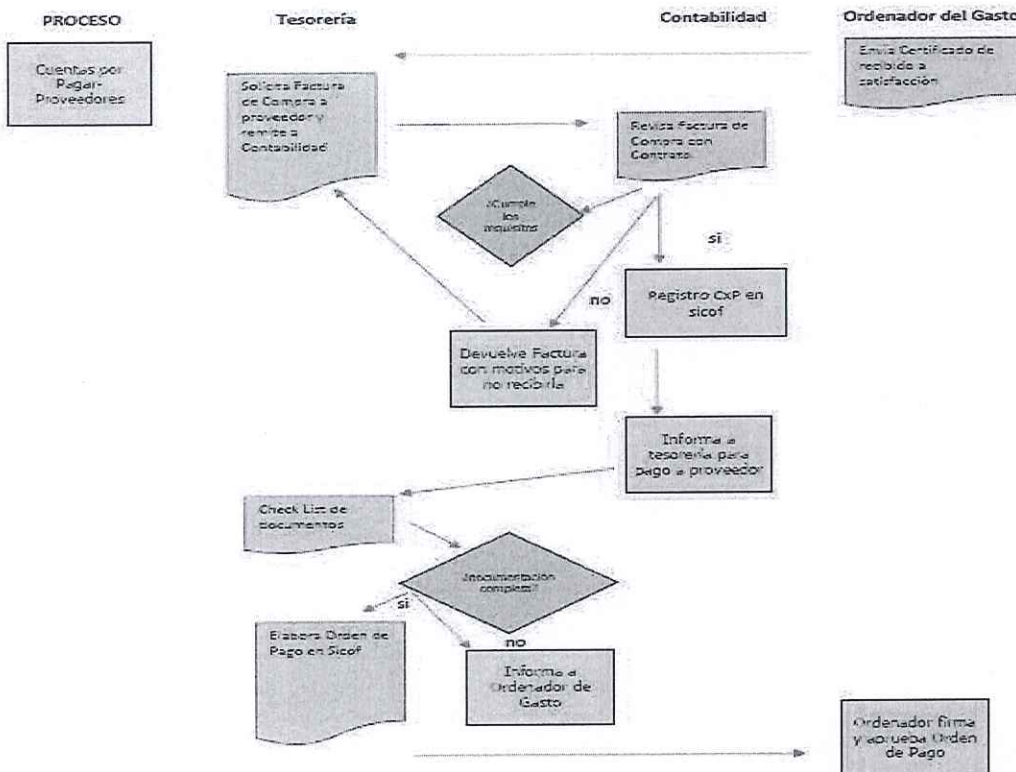 PROCESO
Tesorería
Contabilidad
Ordenador del Gasto
Cuentas por
Pagar-
Proveedores
Envía Certificado de
recibido a
satisfacción
Solicita Factura
de Compra a
proveedor y
remite a
Contabilidad
Revisa Factura de
Compra con
Contrato
¿Cumple
los
requisitos
si
no
Registro CxP en
sicof
Devuelve Factura
con motivos para
no recibirla
Informa a
tesorería para
pago a proveedor
Check List de
documentos
¿Documentación
completa?
si
no
Elabora Orden de
Pago en Sicof
Informa a
Ordenador de
Gasto
Ordenador firma
y aprueba Orden
de Pago